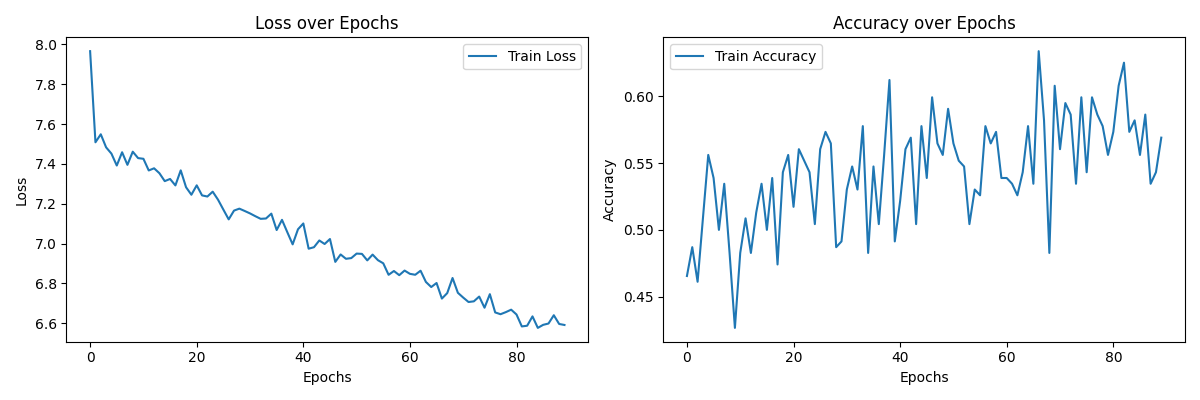 Loss over Epochs
8.0
7.8
7.6
7.4
7.2
7.0
6.8
6.6
Loss
Train Loss
0 20 40 60 80
Epochs
Accuracy over Epochs
0.60
0.55
0.50
0.45
Accuracy
Train Accuracy
0 20 40 60 80
Epochs